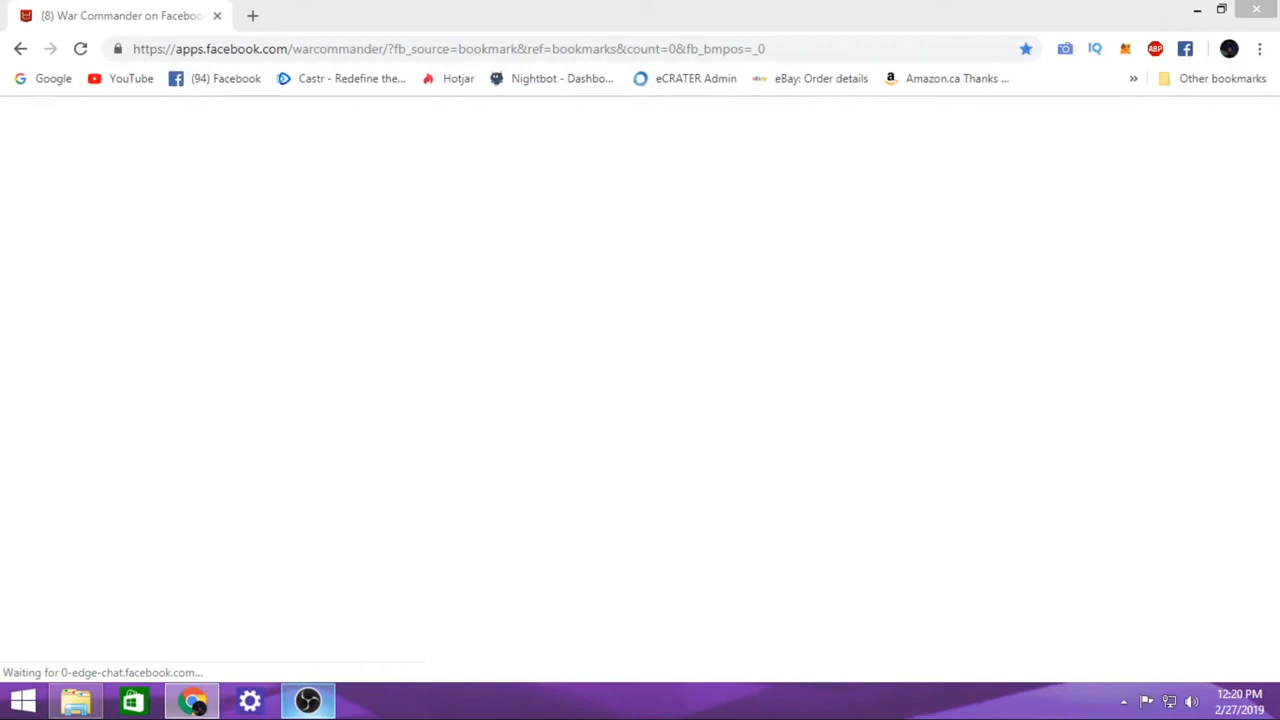 (8) War Commander on Faceboo
https://apps.facebook.com/warcommander/?fb_source=bookmark&ref=bookmarks&count=0&fb_bmpos=_0
IQ
ABP
Google
YouTube
(94) Facebook
Castr - Redefine the...
Hotjar
Nightbot - Dashbo...
eCRATER Admin
eBay: Order details
Amazon.ca Thanks ...
»
Other bookmarks
Waiting for 0-edge-chat.facebook.com...
12:20 PM
2/27/2019